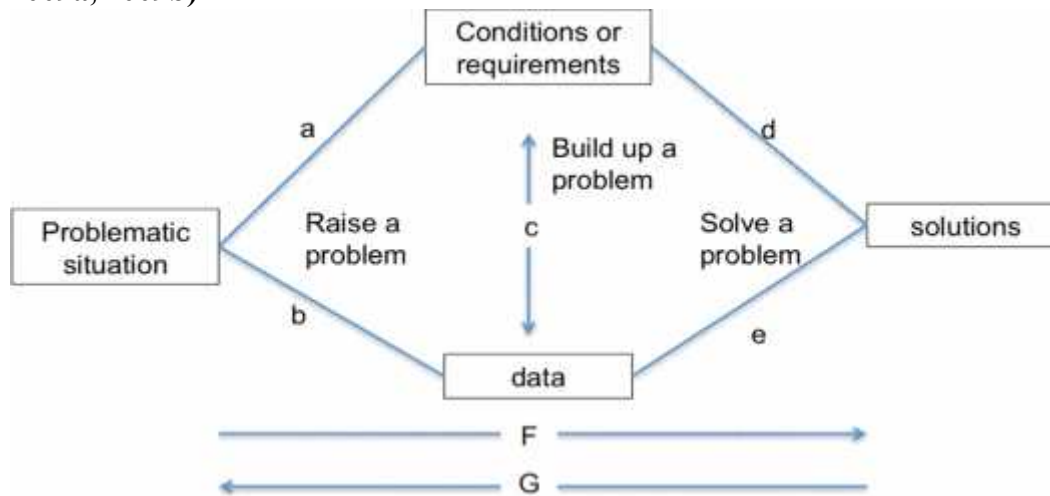 Conditions or
requirements
a
d
Build up a
problem
Problematic
situation
Raise a
problem
c
Solve a
problem
solutions
b
e
data
F
G